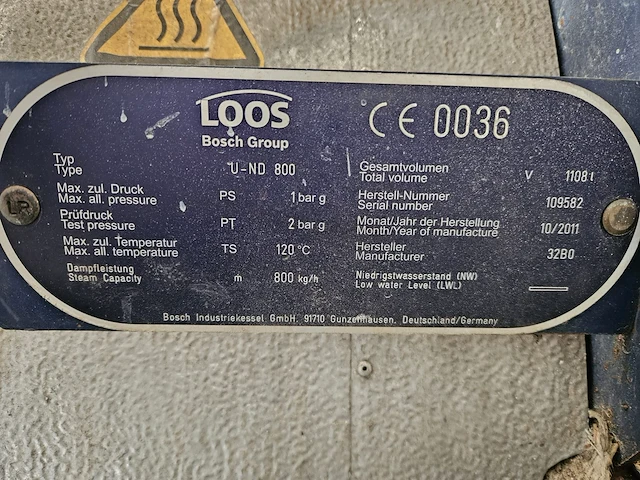 LOOS
Bosch Group
CE 0036
Typ
Type U-ND 800
Max. zul. Druck
Max. all. pressure PS 1 bar g
Prüfdruck
Test pressure PT 2 bar g
Max. zul. Temperatur
Max. all. temperature TS 120 °C
Dampfleistung
Steam Capacity m 800 kg/h
Gesamtvolumen
Total volume V 1108 l
Herstell-Nummer
Serial number 109582
Monat/Jahr der Herstellung
Month/Year of manufacture 10/2011
Hersteller
Manufacturer 32B0
Niedrigstwasserstand (NW)
Low water Level (LWL)
Bosch Industriekessel GmbH, 91710 Gunzenhausen, Deutschland/Germany